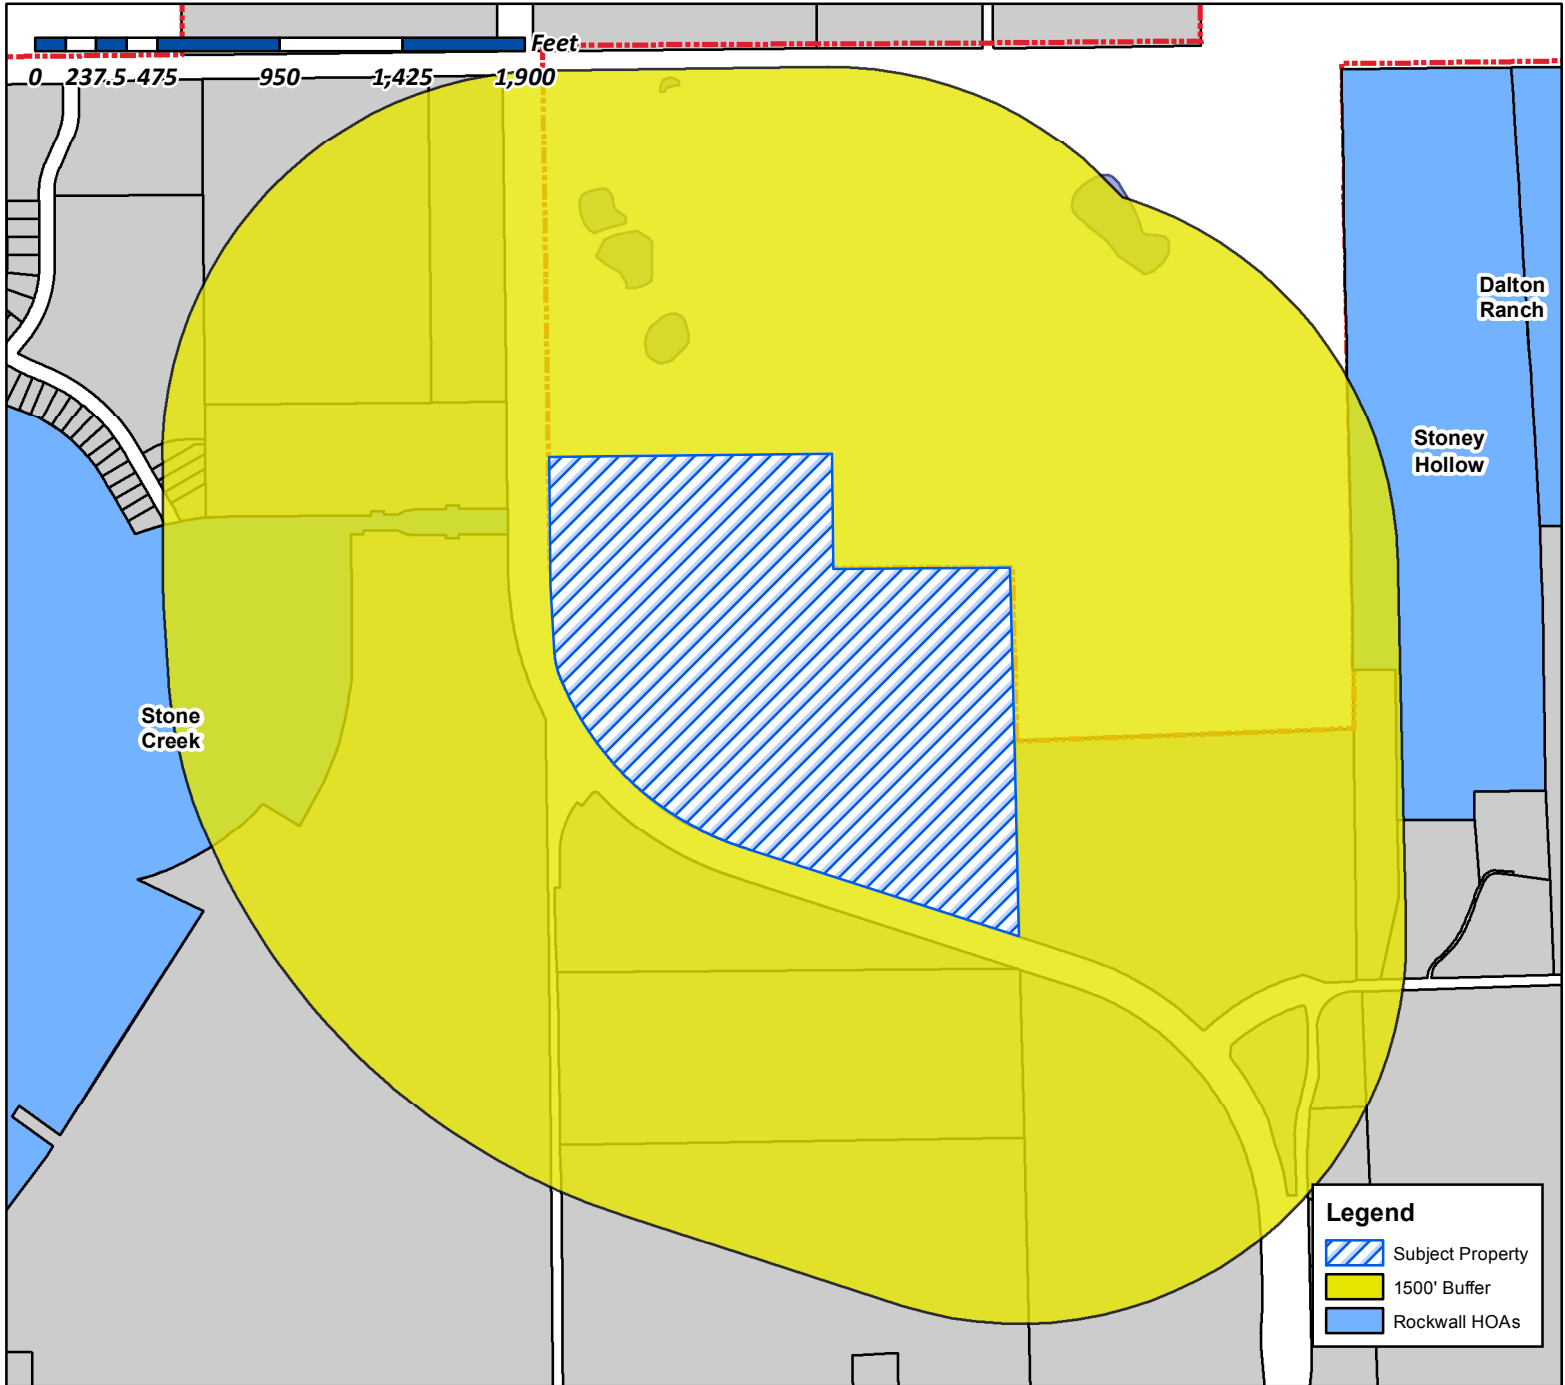 Feet
0 237.5 475 950 1,425 1,900
Dalton
Ranch
Stoney
Hollow
Stone
Creek
Legend
Subject Property
1500' Buffer
Rockwall HOAs